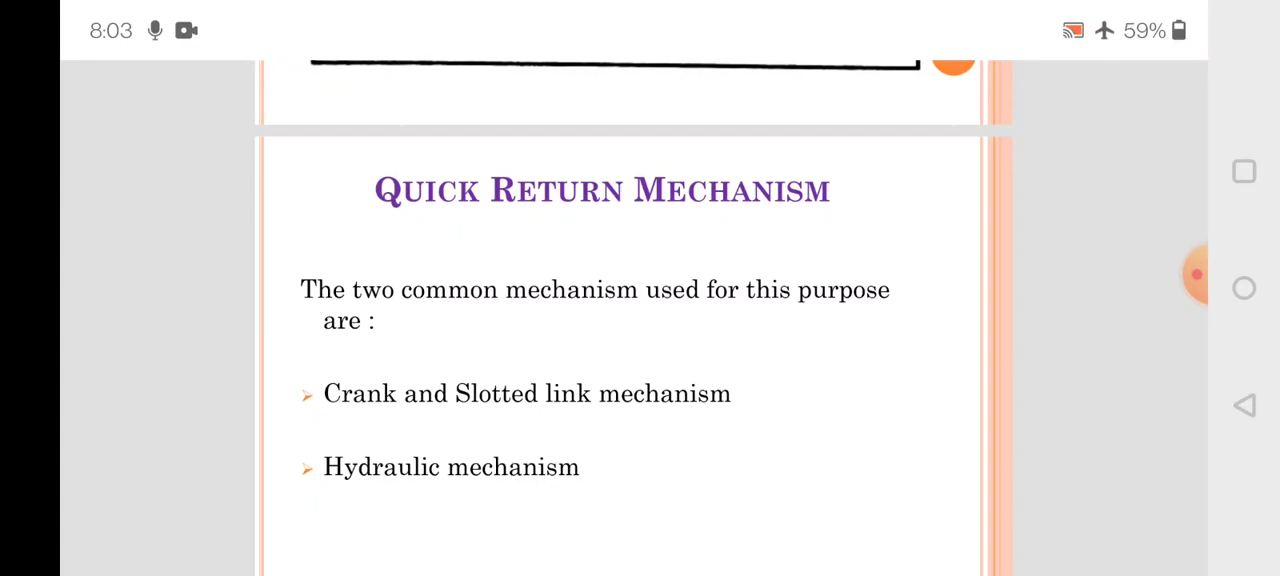 8:03
59%
QUICK RETURN MECHANISM
The two common mechanism used for this purpose
are :
Crank and Slotted link mechanism
Hydraulic mechanism